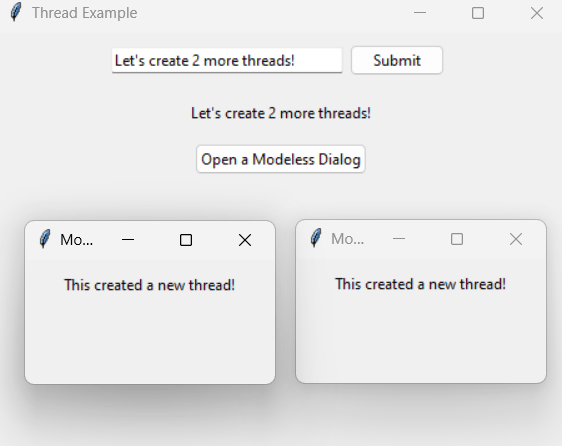 Thread Example
Let's create 2 more threads!
Submit
Let's create 2 more threads!
Open a Modeless Dialog
Mo...
Mo...
This created a new thread!
This created a new thread!